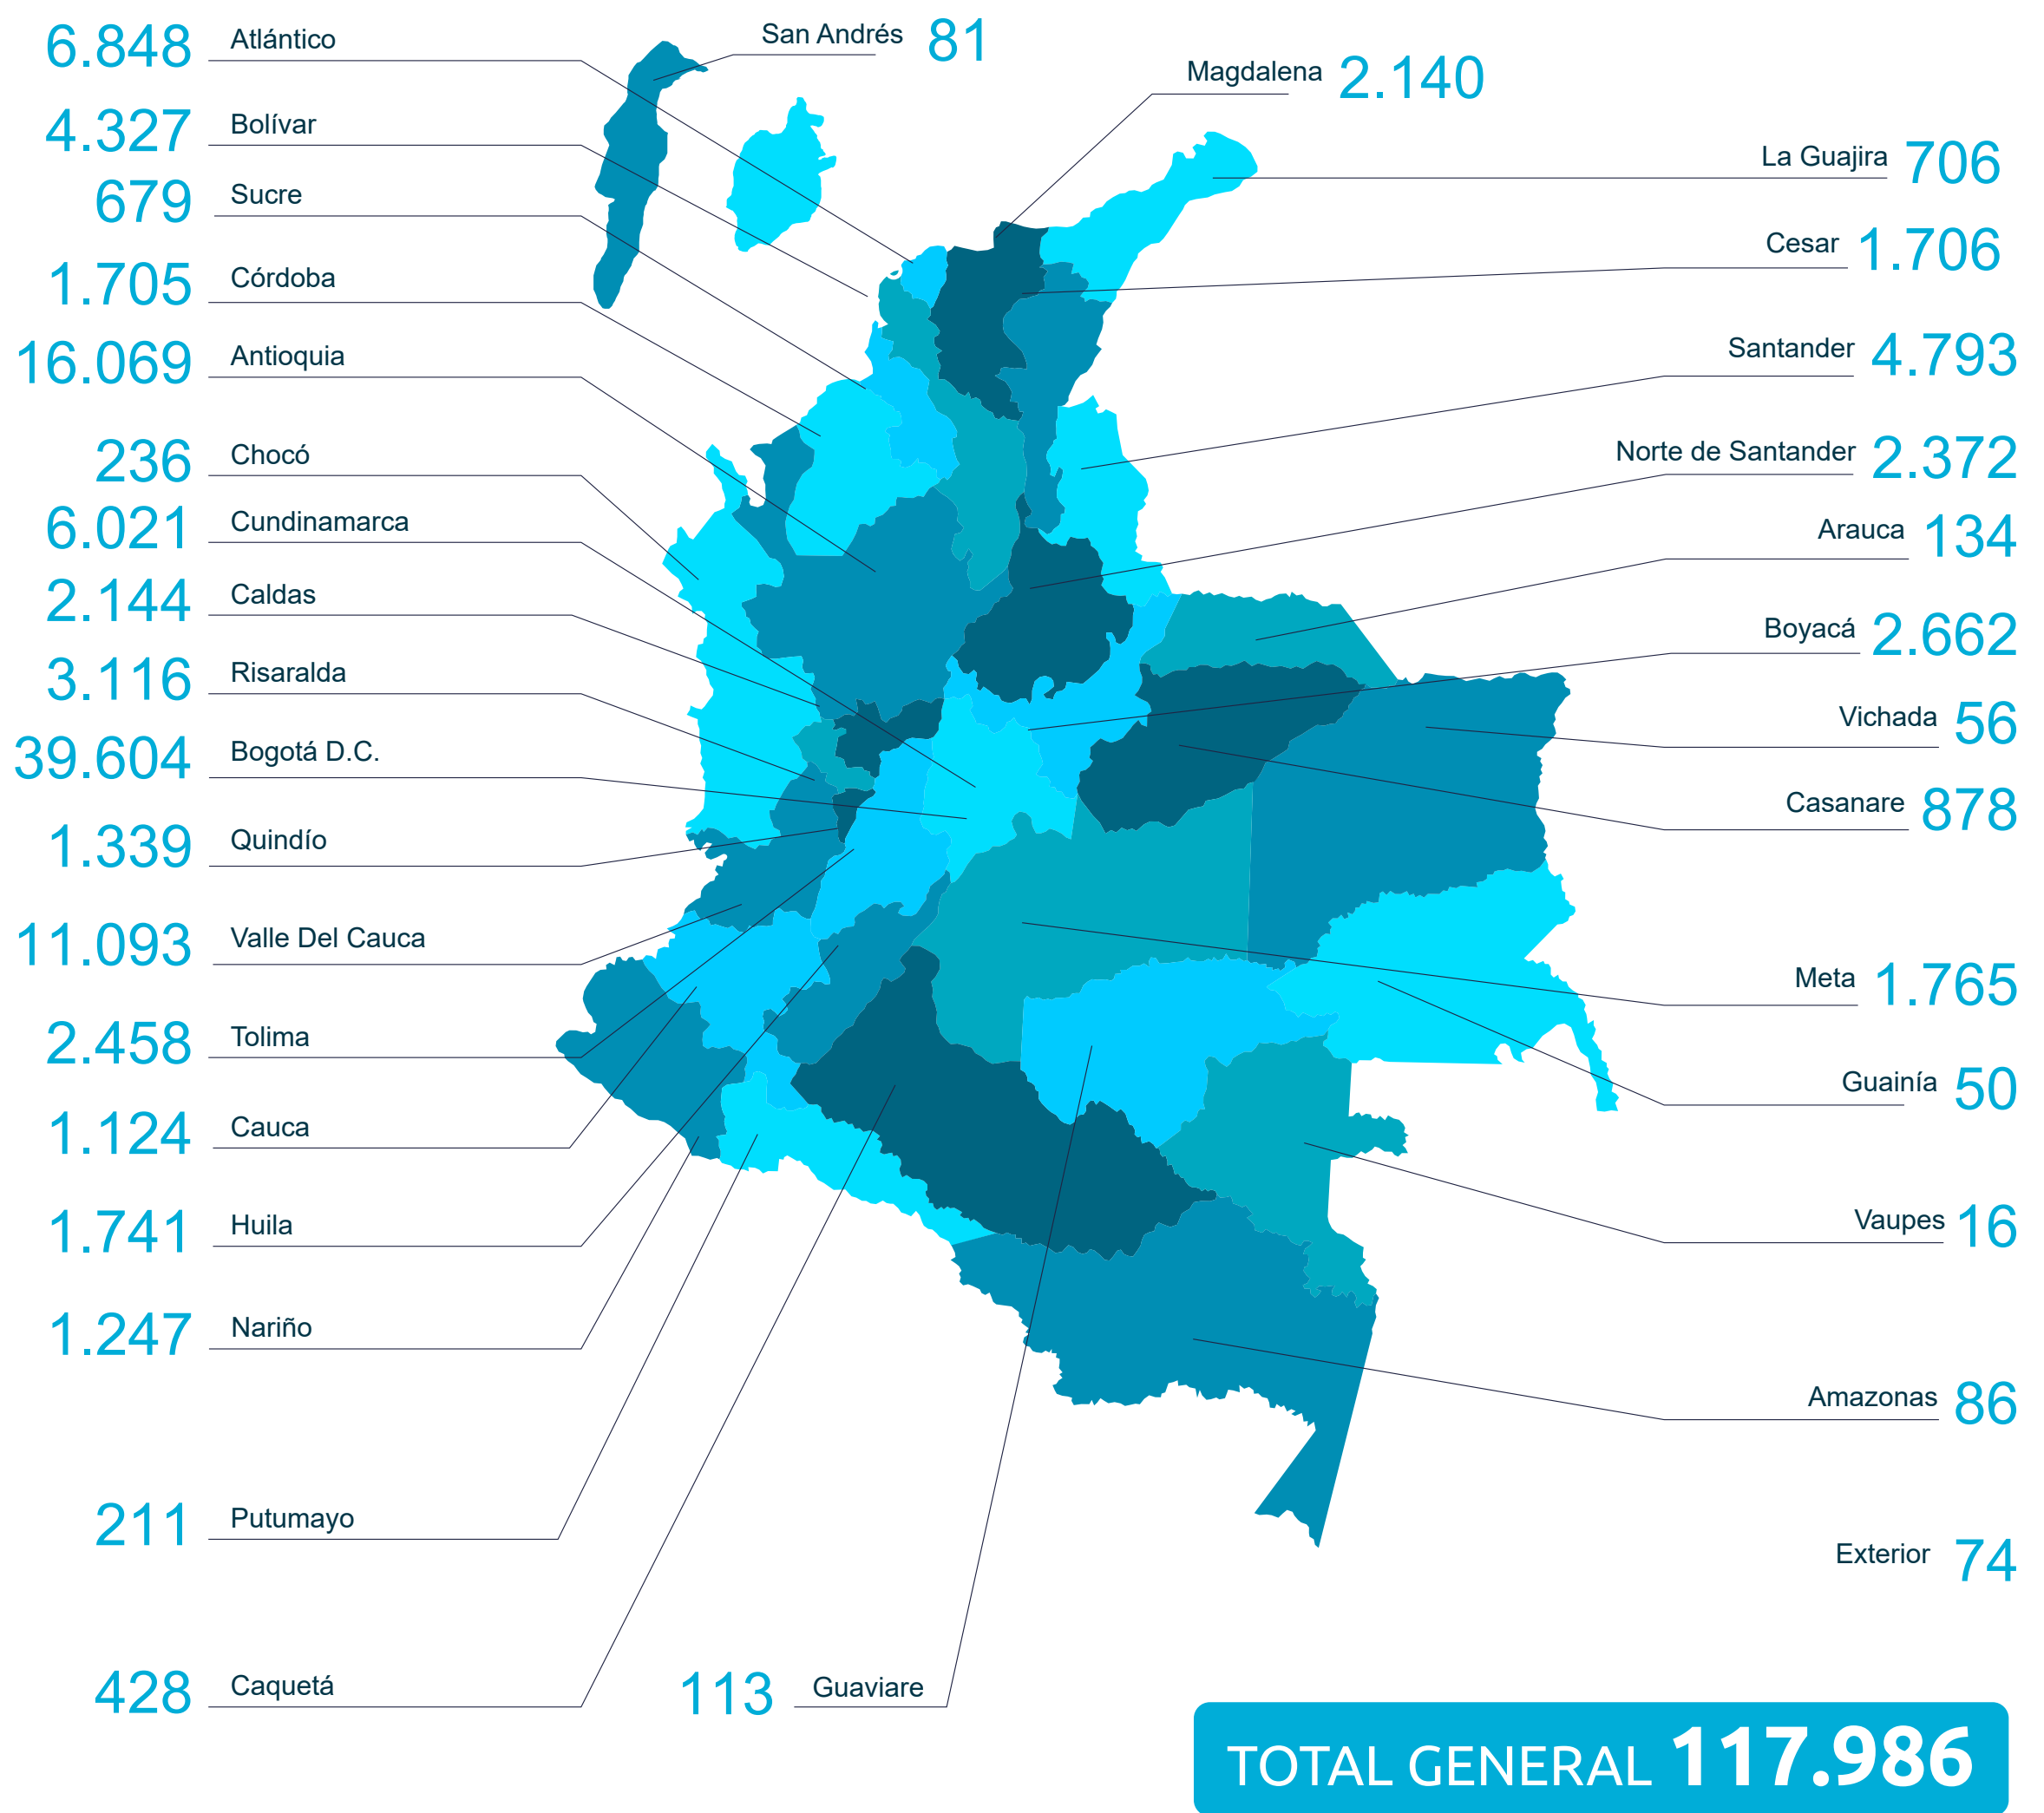 6.848 Atlántico
4.327 Bolívar
679 Sucre
1.705 Córdoba
16.069 Antioquia
236 Chocó
6.021 Cundinamarca
2.144 Caldas
3.116 Risaralda
39.604 Bogotá D.C.
1.339 Quindío
11.093 Valle Del Cauca
2.458 Tolima
1.124 Cauca
1.741 Huila
1.247 Nariño
211 Putumayo
428 Caquetá
113 Guaviare
San Andrés 81
Magdalena 2.140
La Guajira 706
Cesar 1.706
Santander 4.793
Norte de Santander 2.372
Arauca 134
Boyacá 2.662
Vichada 56
Casanare 878
Meta 1.765
Guainía 50
Vaupes 16
Amazonas 86
Exterior 74
TOTAL GENERAL 117.986